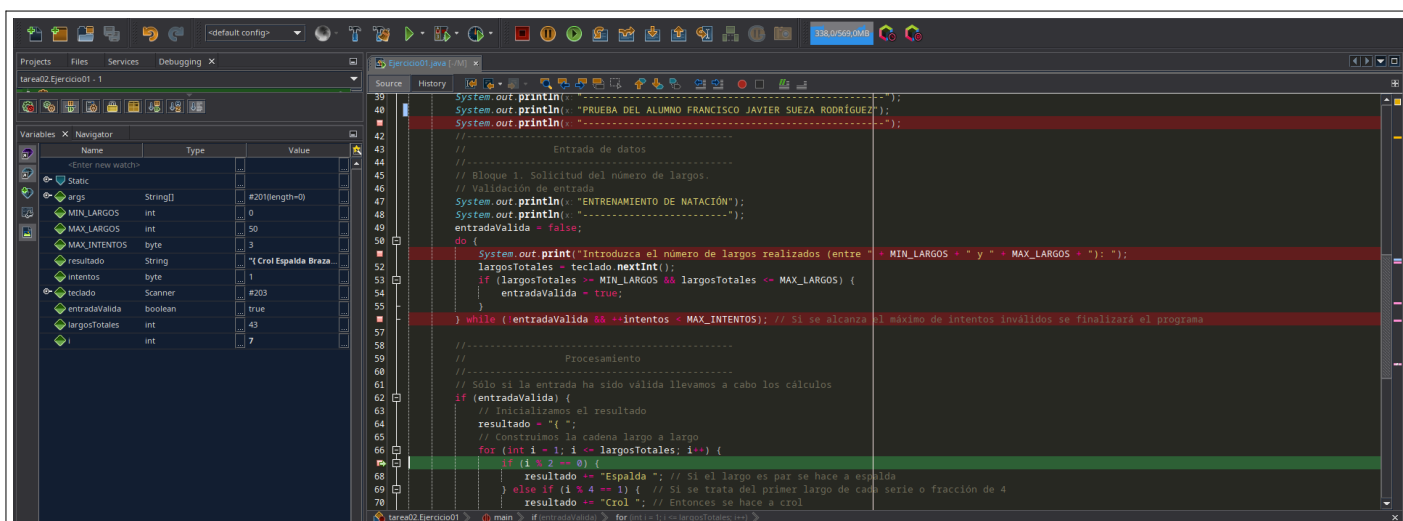 <default config>
338,0/569,0MB
Projects Files Services Debugging ×
tarea02.Ejercicio01 - 1
Variables × Navigator
Name Type Value
<Enter new watch>
Static
args String[] #201(length=0)
MIN_LARGOS int 0
MAX_LARGOS int 50
MAX_INTENTOS byte 3
resultado String "{ Crol Espalda Braza...
intentos byte 1
teclado Scanner #203
entradaValida boolean true
largosTotales int 43
i int 7
Ejercicio01.java [-/M] ×
Source History
39 System.out.println(x: "----------------------------------------------------");
40 System.out.println(x: "PRUEBA DEL ALUMNO FRANCISCO JAVIER SUEZA RODRÍGUEZ");
System.out.println(x: "----------------------------------------------------");
42 //----------------------------------------------
43 // Entrada de datos
44 //----------------------------------------------
45 // Bloque 1. Solicitud del número de largos.
46 // Validación de entrada
47 System.out.println(x: "ENTRENAMIENTO DE NATACIÓN");
48 System.out.println(x: "-------------------------");
49 entradaValida = false;
50 do {
System.out.print("Introduzca el número de largos realizados (entre " + MIN_LARGOS + " y " + MAX_LARGOS + "): ");
52 largosTotales = teclado.nextInt();
53 if (largosTotales >= MIN_LARGOS && largosTotales <= MAX_LARGOS) {
54 entradaValida = true;
55 }
} while (!entradaValida && ++intentos < MAX_INTENTOS); // Si se alcanza el máximo de intentos inválidos se finalizará el programa
57
58 //----------------------------------------------
59 // Procesamiento
60 //----------------------------------------------
61 // Sólo si la entrada ha sido válida llevamos a cabo los cálculos
62 if (entradaValida) {
63 // Inicializamos el resultado
64 resultado = "{ ";
65 // Construimos la cadena largo a largo
66 for (int i = 1; i <= largosTotales; i++) {
if (i % 2 == 0) {
68 resultado += "Espalda "; // Si el largo es par se hace a espalda
69 } else if (i % 4 == 1) { // Si se trata del primer largo de cada serie o fracción de 4
70 resultado += "Crol "; // Entonces se hace a crol
tarea02.Ejercicio01 main if (entradaValida) for (int i = 1; i <= largosTotales; i++)